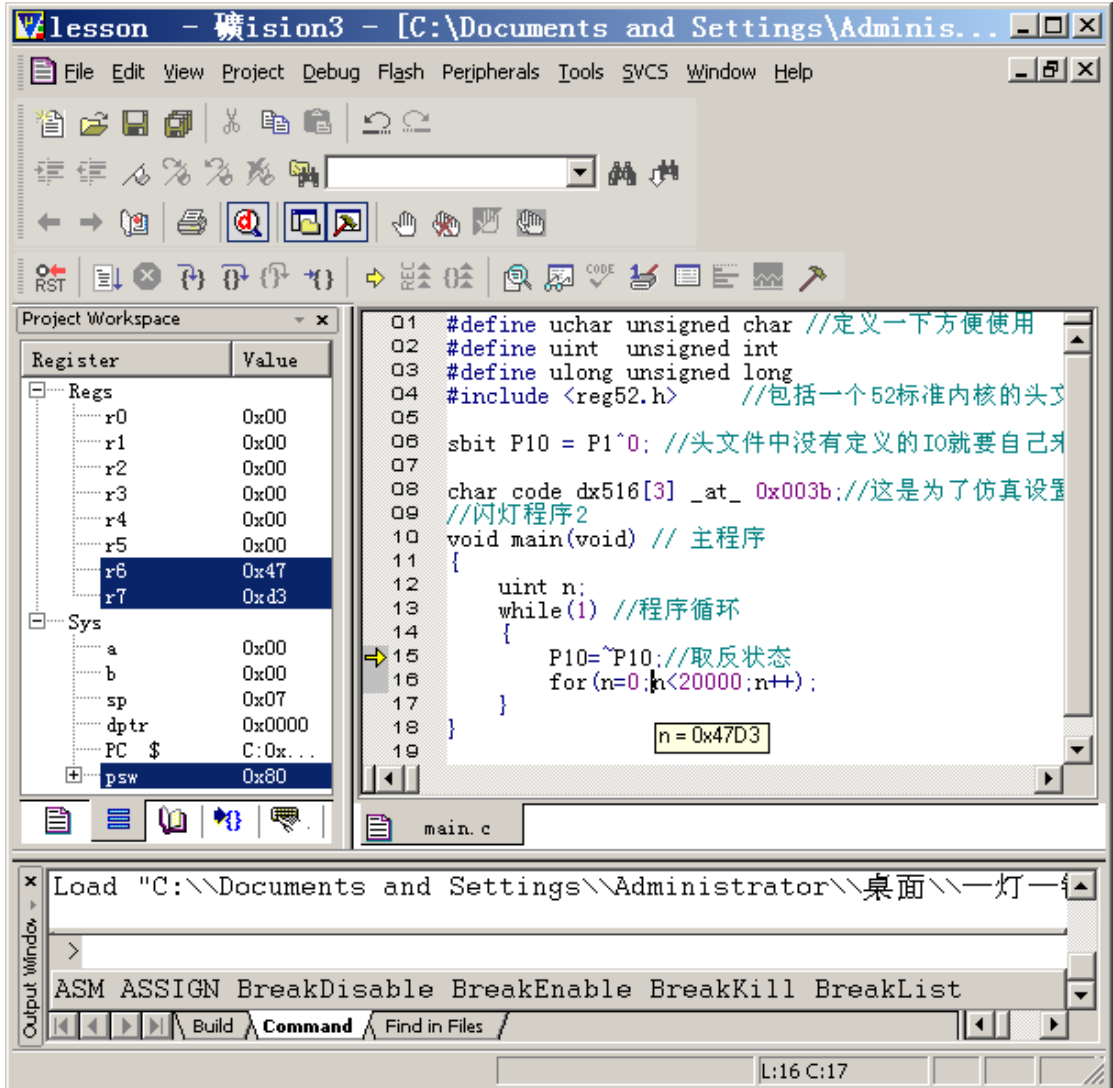 lesson - 礦ision3 - [C:\Documents and Settings\Adminis...
File Edit View Project Debug Flash Peripherals Tools SVCS Window Help
RST
REC
CODE
Project Workspace
Register Value
Regs
r0 0x00
r1 0x00
r2 0x00
r3 0x00
r4 0x00
r5 0x00
r6 0x47
r7 0xd3
Sys
a 0x00
b 0x00
sp 0x07
dptr 0x0000
PC $ C:0x...
psw 0x80
01 #define uchar unsigned char //定义一下方便使用
02 #define uint unsigned int
03 #define ulong unsigned long
04 #include <reg52.h> //包括一个52标准内核的头文
05
06 sbit P10 = P1^0; //头文件中没有定义的IO就要自己来
07
08 char code dx516[3] _at_ 0x003b;//这是为了仿真设置
09 //闪灯程序2
10 void main(void) // 主程序
11 {
12 uint n;
13 while(1) //程序循环
14 {
15 P10=~P10;//取反状态
16 for(n=0;n<20000;n++);
17 }
18 }
19
n = 0x47D3
main.c
Output Window
Load "C:\\Documents and Settings\\Administrator\\桌面\\一灯一
>
ASM ASSIGN BreakDisable BreakEnable BreakKill BreakList
Build Command Find in Files
L:16 C:17